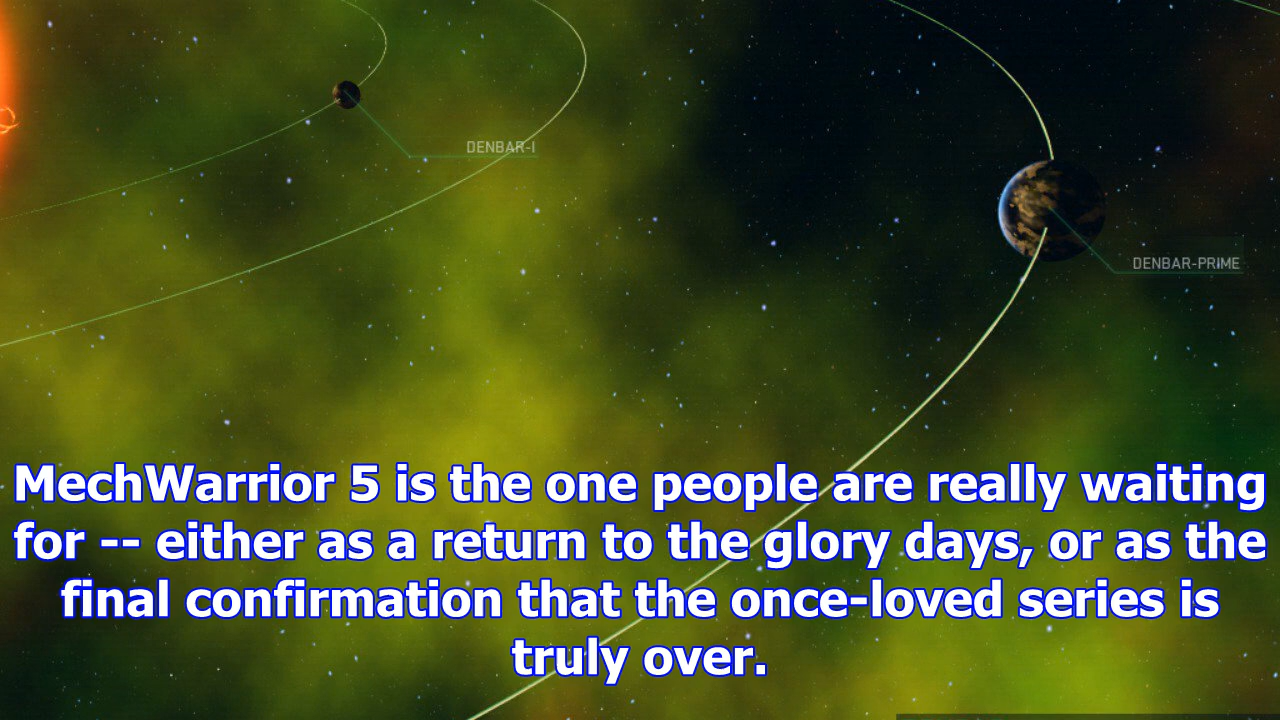 DENBAR-I
DENBAR-PRIME
MechWarrior 5 is the one people are really waiting
for -- either as a return to the glory days, or as the
final confirmation that the once-loved series is
truly over.